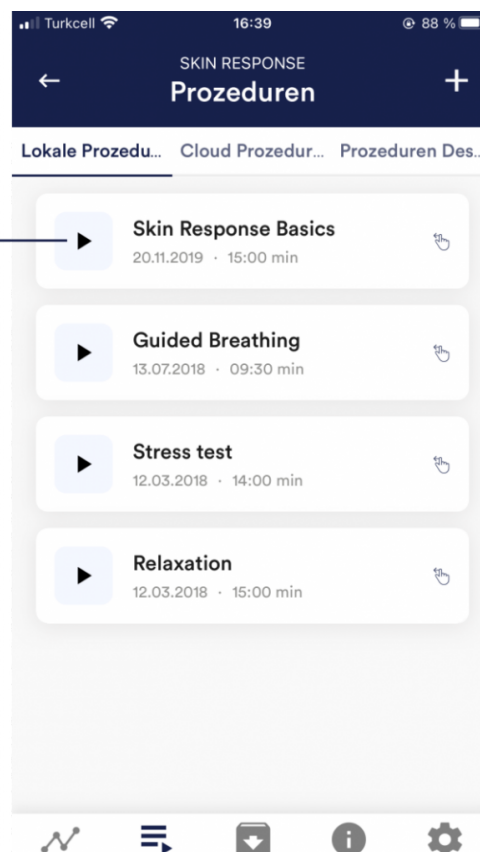 Turkcell 16:39 88 %
SKIN RESPONSE
Prozeduren
Lokale Prozedu... Cloud Prozedur... Prozeduren Des..
Skin Response Basics
20.11.2019 · 15:00 min
Guided Breathing
13.07.2018 · 09:30 min
Stress test
12.03.2018 · 14:00 min
Relaxation
12.03.2018 · 15:00 min